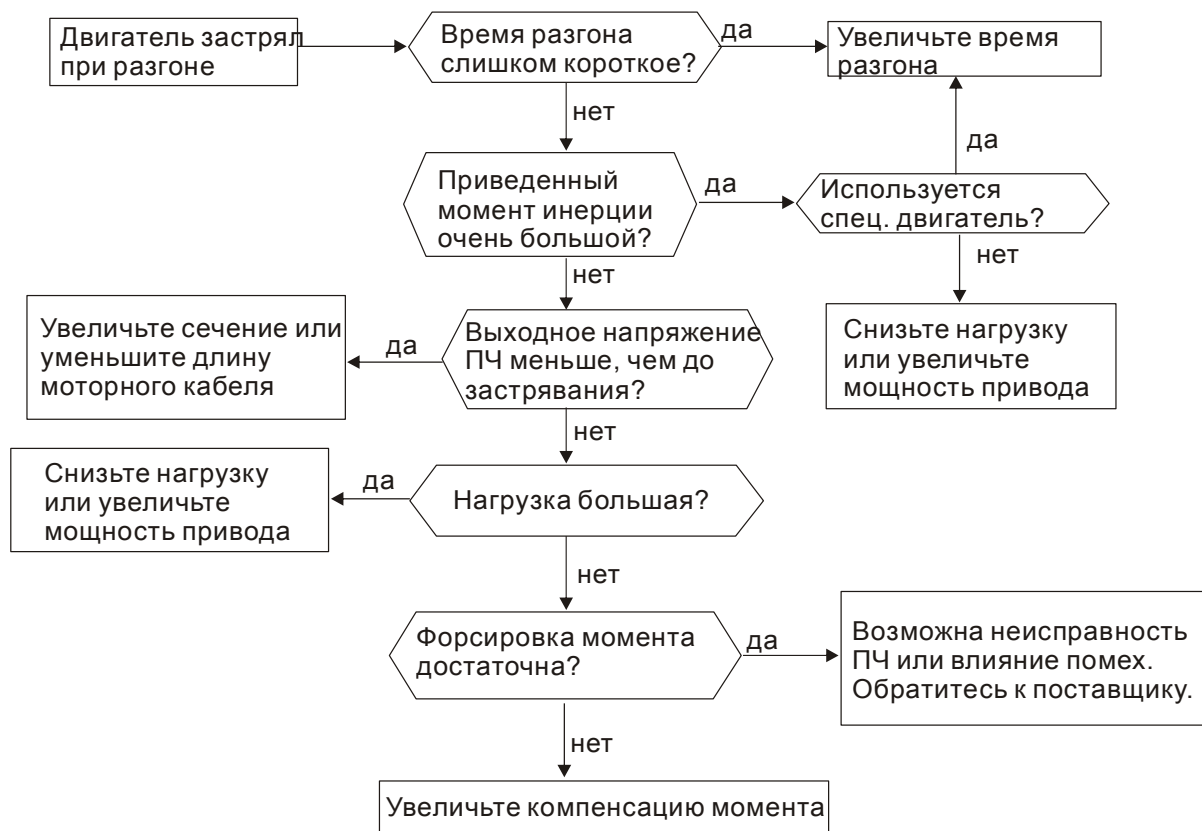 Двигатель застрял
при разгоне
Время разгона
слишком короткое?
да
Увеличьте время
разгона
нет
да
Приведенный
момент инерции
очень большой?
да
Используется
спец. двигатель?
нет
нет
Увеличьте сечение или
уменьшите длину
моторного кабеля
да
Выходное напряжение
ПЧ меньше, чем до
застрявания?
Снизьте нагрузку
или увеличьте
мощность привода
нет
Снизьте нагрузку
или увеличьте
мощность привода
да
Нагрузка большая?
нет
Форсировка момента
достаточна?
да
Возможна неисправность
ПЧ или влияние помех.
Обратитесь к поставщику.
нет
Увеличьте компенсацию момента